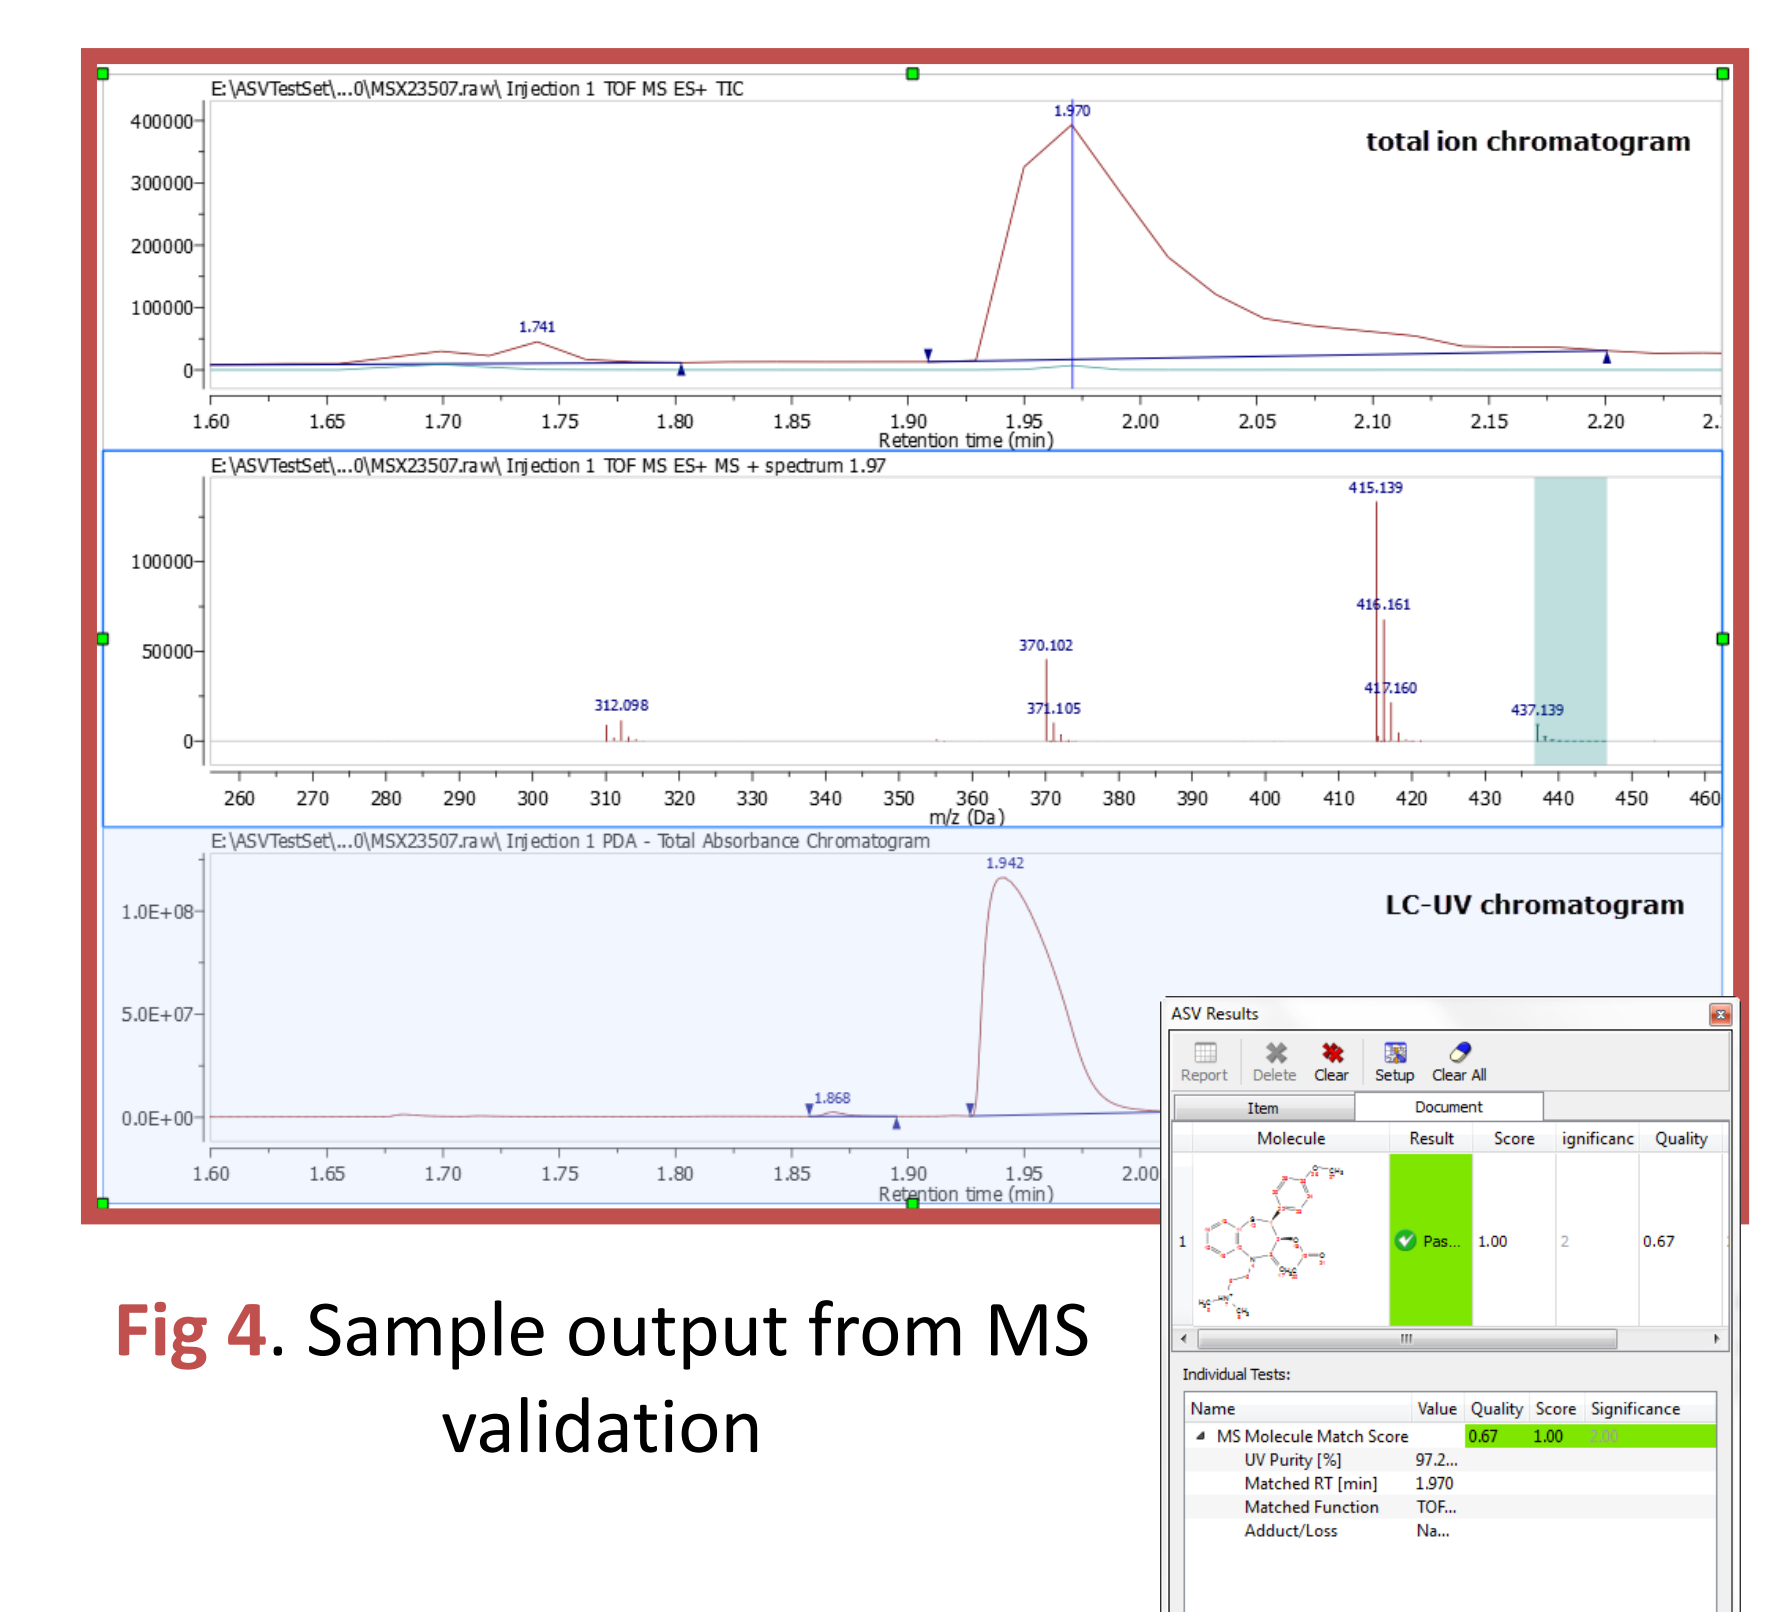 E:\ASVTestSet\...0\MSX23507.raw\ Injection 1 TOF MS ES+ TIC
total ion chromatogram
400000
300000
200000
100000
0
1.741
1.970
1.60 1.65 1.70 1.75 1.80 1.85 1.90 1.95 2.00 2.05 2.10 2.15 2.20 2.
Retention time (min)
E:\ASVTestSet\...0\MSX23507.raw\ Injection 1 TOF MS ES+ MS + spectrum 1.97
100000
50000
0
312.098
370.102
371.105
415.139
416.161
417.160
437.139
260 270 280 290 300 310 320 330 340 350 360 370 380 390 400 410 420 430 440 450 460
m/z (Da)
E:\ASVTestSet\...0\MSX23507.raw\ Injection 1 PDA - Total Absorbance Chromatogram
LC-UV chromatogram
1.0E+08
5.0E+07
0.0E+00
1.868
1.942
1.60 1.65 1.70 1.75 1.80 1.85 1.90 1.95 2.00
Retention time (min)
ASV Results
Report Delete Clear Setup Clear All
Item Document
Molecule Result Score ignificanc Quality
1 Pas... 1.00 2 0.67
Individual Tests:
Name Value Quality Score Significance
MS Molecule Match Score 0.67 1.00 2.00
UV Purity [%] 97.2...
Matched RT [min] 1.970
Matched Function TOF...
Adduct/Loss Na...
Fig 4. Sample output from MS
validation